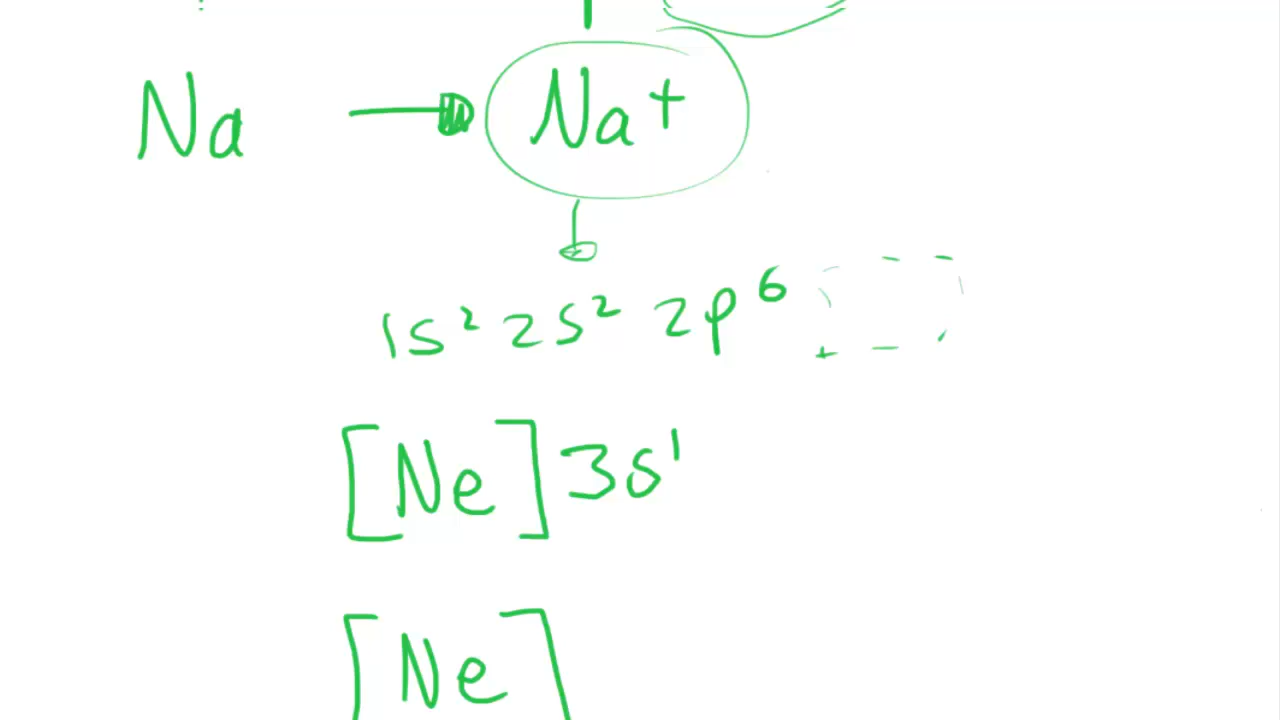 Na → Na+
1s² 2s² 2p⁶
[Ne] 3s¹
[Ne]